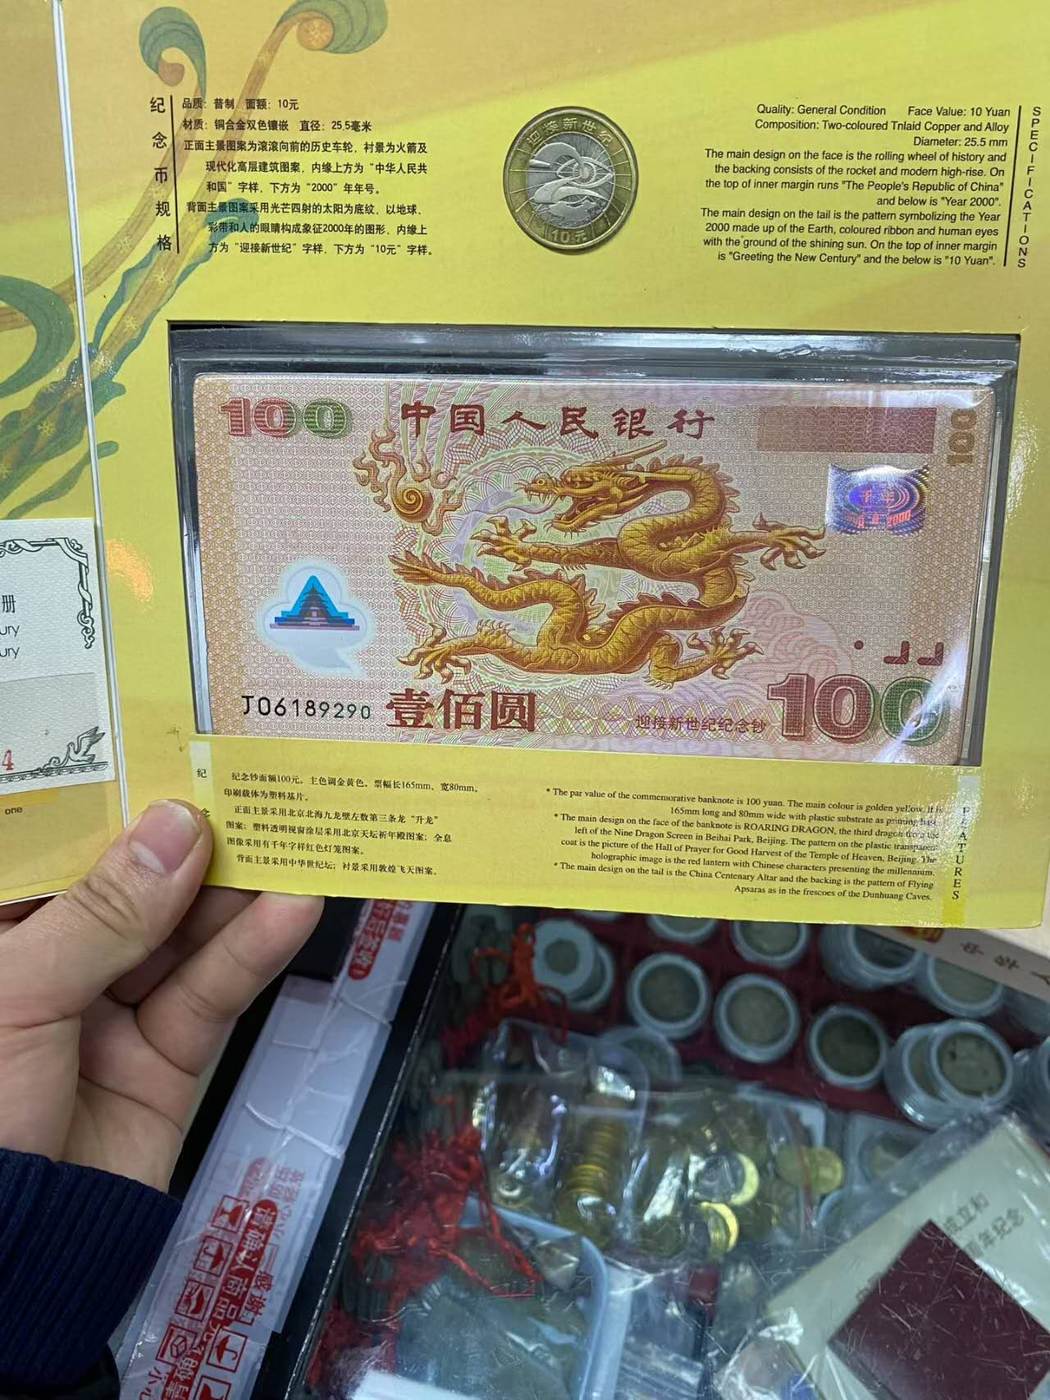 纪念币规格
品质：普制 面额：10元
材质：铜合金双色镶嵌 直径：25.5毫米
正面主景图案为滚滚向前的历史车轮，衬景为火箭及
现代化高层建筑图案，内缘上方为“中华人民共
和国”字样，下方为“2000”年年号。
背面主景图案采用光芒四射的太阳为底纹，以地球、
彩带和人的眼睛构成象征2000年的图形，内缘上
方为“迎接新世纪”字样，下方为“10元”字样。
迎接新世纪
10元
Quality: General Condition Face Value: 10 Yuan
Composition: Two-coloured Tnlaid Copper and Alloy
Diameter: 25.5 mm
The main design on the face is the rolling wheel of history and
the backing consists of the rocket and modern high-rise. On
the top of inner margin runs "The People's Republic of China"
and below is "Year 2000".
The main design on the tail is the pattern symbolizing the Year
2000 made up of the Earth, coloured ribbon and human eyes
with the ground of the shining sun. On the top of inner margin
is "Greeting the New Century" and the below is "10 Yuan".
SPECIFICATIONS
100
中国人民银行
100
千年
2000
J06189290
壹佰圆
迎接新世纪纪念钞
100
册
ury
ury
4
one
纪
念
纪念钞面额100元，主色调金黄色，票幅长165mm，宽80mm，
印刷载体为塑料基片。
正面主景采用北京北海九龙壁左数第三条龙“升龙”
图案；塑料透明视窗涂层采用北京天坛祈年殿图案；全息
图像采用有千年字样红色灯笼图案。
背面主景采用中华世纪坛；衬景采用敦煌飞天图案。
* The par value of the commemorative banknote is 100 yuan. The main colour is golden yellow. It is
165mm long and 80mm wide with plastic substrate as printing base.
* The main design on the face of the banknote is ROARING DRAGON, the third dragon from the
left of the Nine Dragon Screen in Beihai Park, Beijing. The pattern on the plastic transparent
coat is the picture of the Hall of Prayer for Good Harvest of the Temple of Heaven, Beijing. The
holographic image is the red lantern with Chinese characters presenting the millennium.
* The main design on the tail is the China Centenary Altar and the backing is the pattern of Flying
Apsaras as in the frescoes of the Dunhuang Caves.
FEATURES
中华人
成立和
年纪念